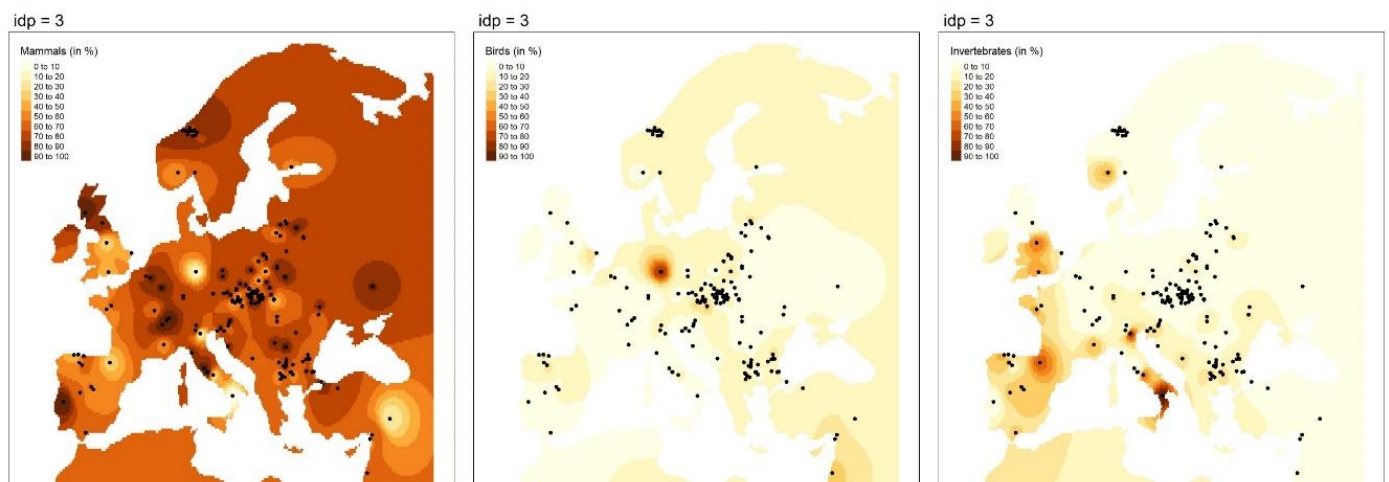 idp = 3
Mammals (in %)
0 to 10
10 to 20
20 to 30
30 to 40
40 to 50
50 to 60
60 to 70
70 to 80
80 to 90
90 to 100
idp = 3
Birds (in %)
0 to 10
10 to 20
20 to 30
30 to 40
40 to 50
50 to 60
60 to 70
70 to 80
80 to 90
90 to 100
idp = 3
Invertebrates (in %)
0 to 10
10 to 20
20 to 30
30 to 40
40 to 50
50 to 60
60 to 70
70 to 80
80 to 90
90 to 100